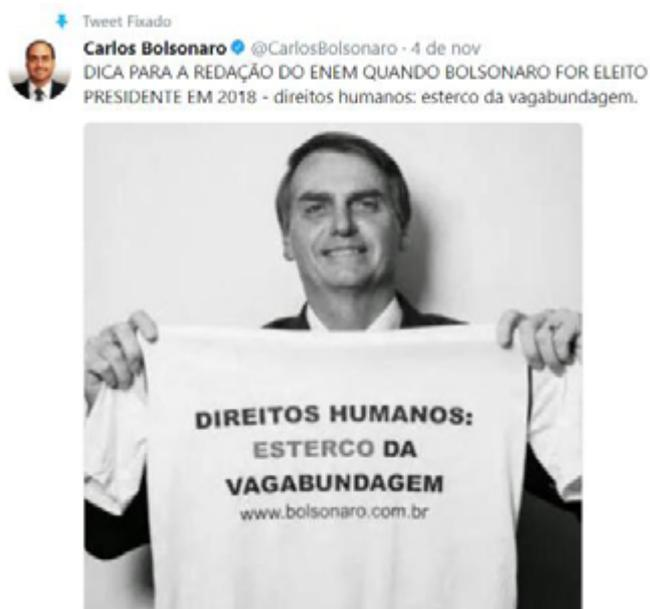 Tweet Fixado
Carlos Bolsonaro @CarlosBolsonaro · 4 de nov
DICA PARA A REDAÇÃO DO ENEM QUANDO BOLSONARO FOR ELEITO
PRESIDENTE EM 2018 - direitos humanos: esterco da vagabundagem.
DIREITOS HUMANOS:
ESTERCO DA
VAGABUNDAGEM
www.bolsonaro.com.br